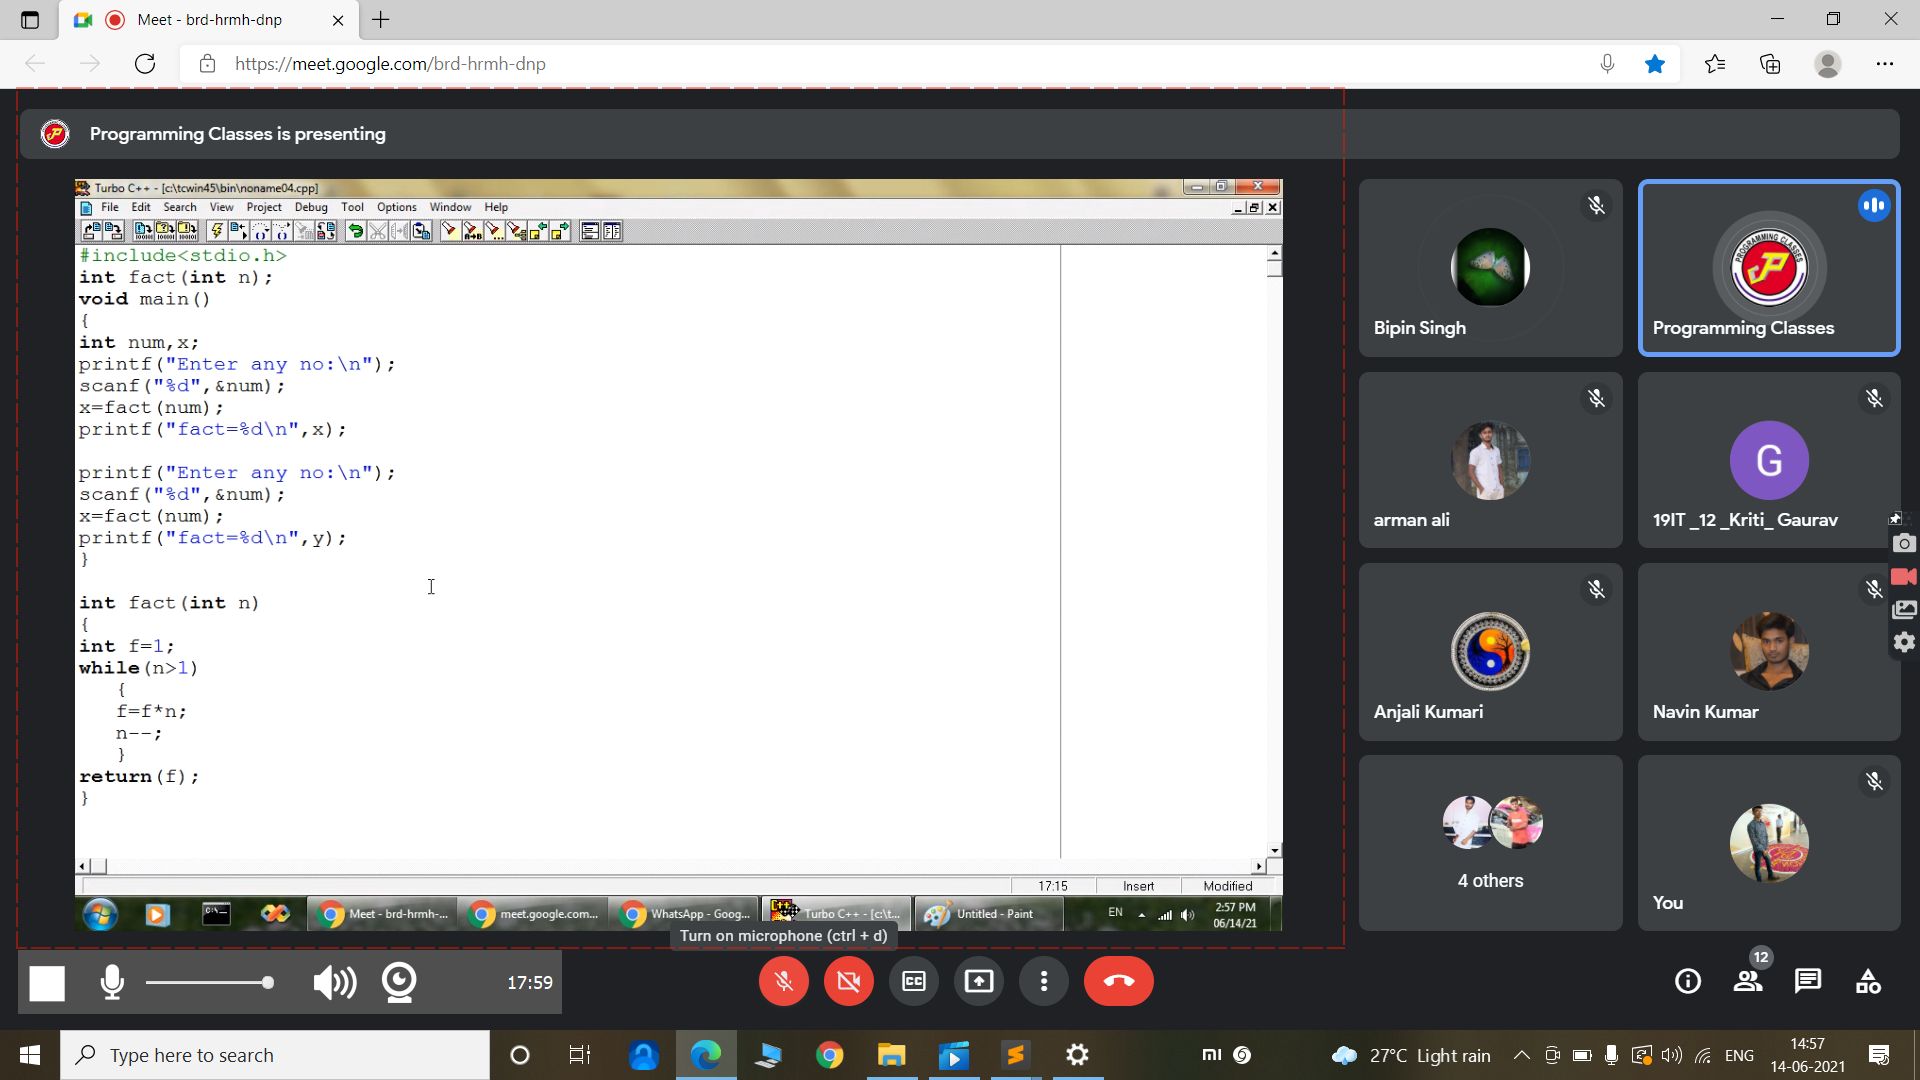 Meet - brd-hrmh-dnp
https://meet.google.com/brd-hrmh-dnp
Programming Classes is presenting
Turbo C++ - [c:\tcwin45\bin\noname04.cpp]
File Edit Search View Project Debug Tool Options Window Help
#include<stdio.h>
int fact(int n);
void main()
{
int num,x;
printf("Enter any no:\n");
scanf("%d",&num);
x=fact(num);
printf("fact=%d\n",x);
printf("Enter any no:\n");
scanf("%d",&num);
x=fact(num);
printf("fact=%d\n",y);
}
int fact(int n)
{
int f=1;
while(n>1)
{
f=f*n;
n--;
}
return(f);
}
17:15 Insert Modified
Meet - brd-hrmh-... meet.google.com... WhatsApp - Goog... Turbo C++ - [c:\t... Untitled - Paint EN 2:57 PM
06/14/21
Turn on microphone (ctrl + d)
Bipin Singh
PROGRAMMING CLASSES
Programming Classes
arman ali
G
19IT _12 _Kriti_ Gaurav
Anjali Kumari
Navin Kumar
4 others
You
17:59
12
Type here to search
mi
27°C Light rain
ENG
14:57
14-06-2021